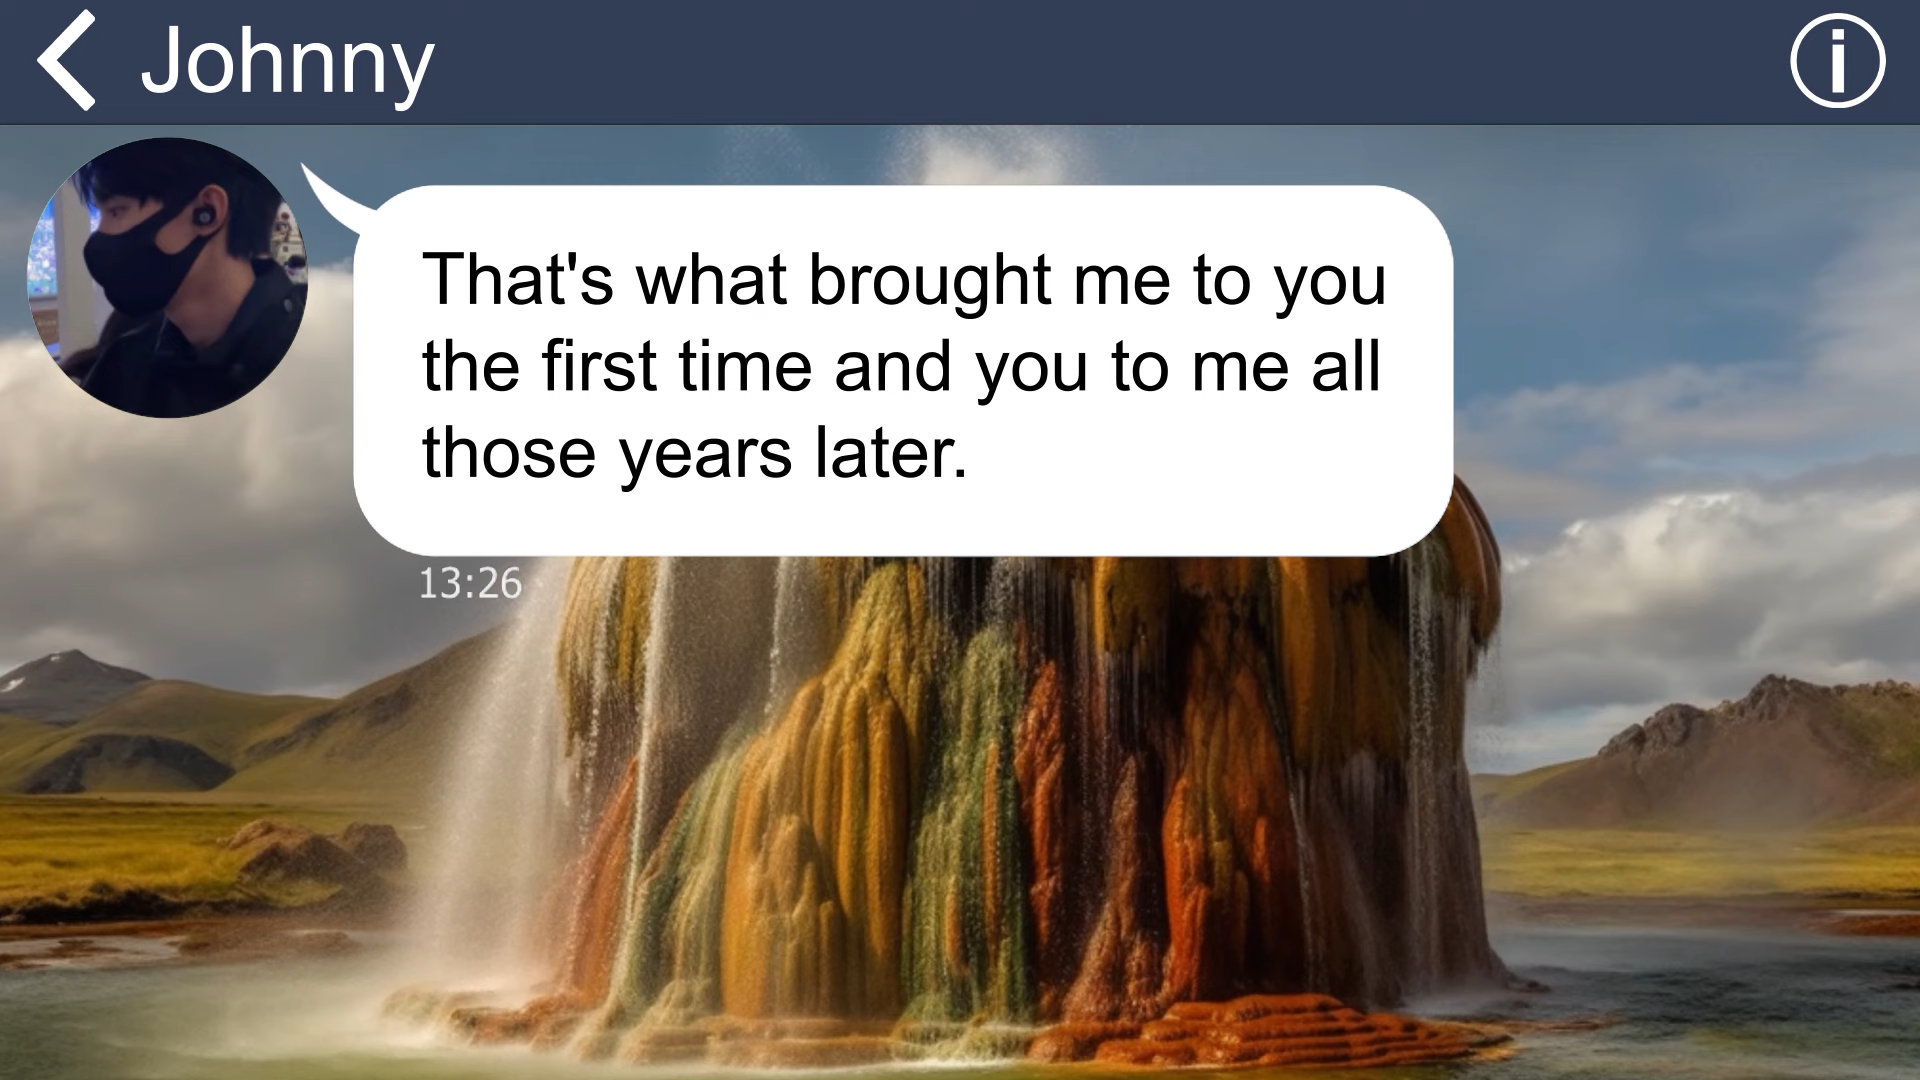 Johnny
That's what brought me to you
the first time and you to me all
those years later.
13:26